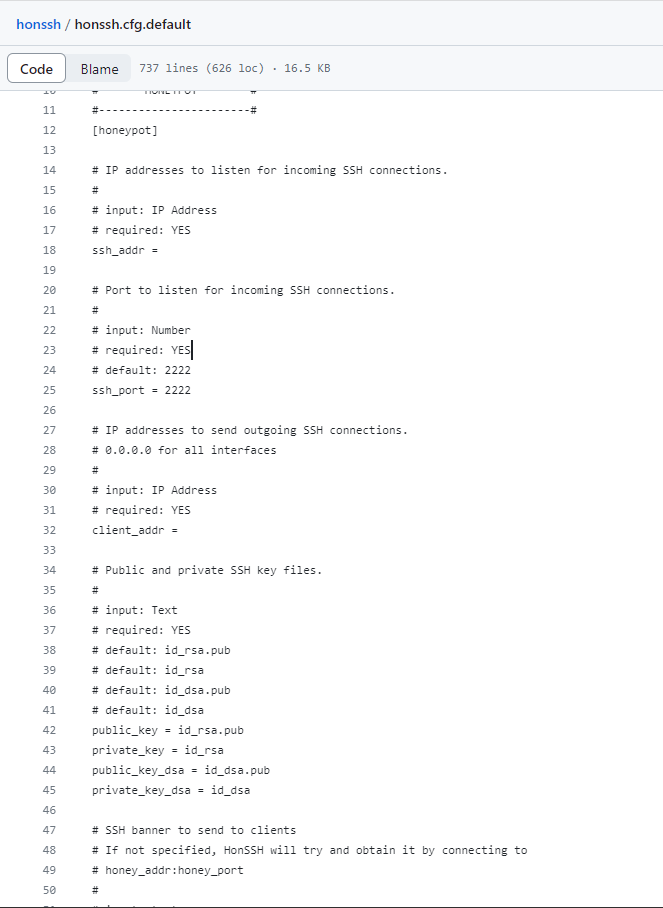 honssh / honssh.cfg.default
Code Blame 737 lines (626 loc) · 16.5 KB
11 #-----------------------#
12 [honeypot]
13
14 # IP addresses to listen for incoming SSH connections.
15 #
16 # input: IP Address
17 # required: YES
18 ssh_addr =
19
20 # Port to listen for incoming SSH connections.
21 #
22 # input: Number
23 # required: YES
24 # default: 2222
25 ssh_port = 2222
26
27 # IP addresses to send outgoing SSH connections.
28 # 0.0.0.0 for all interfaces
29 #
30 # input: IP Address
31 # required: YES
32 client_addr =
33
34 # Public and private SSH key files.
35 #
36 # input: Text
37 # required: YES
38 # default: id_rsa.pub
39 # default: id_rsa
40 # default: id_dsa.pub
41 # default: id_dsa
42 public_key = id_rsa.pub
43 private_key = id_rsa
44 public_key_dsa = id_dsa.pub
45 private_key_dsa = id_dsa
46
47 # SSH banner to send to clients
48 # If not specified, HonSSH will try and obtain it by connecting to
49 # honey_addr:honey_port
50 #